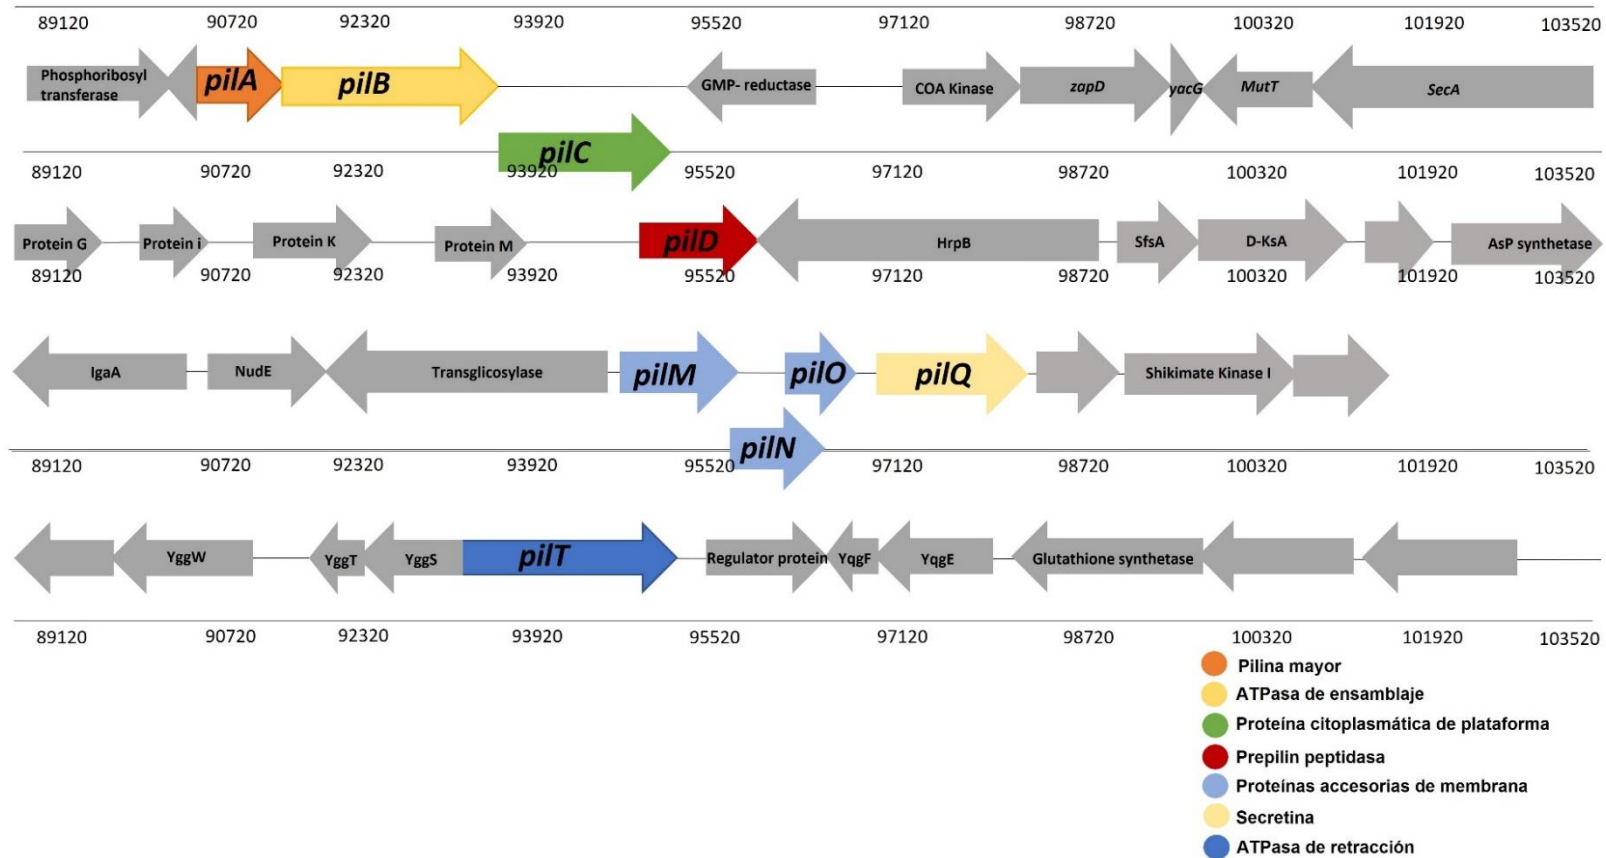 89120 90720 92320 93920 95520 97120 98720 100320 101920 103520
Phosphoribosyl
transferase
pilA pilB GMP- reductase COA Kinase zapD yacG MutT SecA
pilC
89120 90720 92320 93920 95520 97120 98720 100320 101920 103520
Protein G Protein i Protein K Protein M pilD HrpB SfsA D-KsA AsP synthetase
89120 90720 92320 93920 95520 97120 98720 100320 101920 103520
IgaA NudE Transglicosylase pilM pilO pilQ Shikimate Kinase I
pilN
89120 90720 92320 93920 95520 97120 98720 100320 101920 103520
YggW YggT YggS pilT Regulator protein YqgF YqgE Glutathione synthetase
89120 90720 92320 93920 95520 97120 98720 100320 101920 103520
Pilina mayor
ATPasa de ensamblaje
Proteína citoplasmática de plataforma
Prepilin peptidasa
Proteínas accesorias de membrana
Secretina
ATPasa de retracción